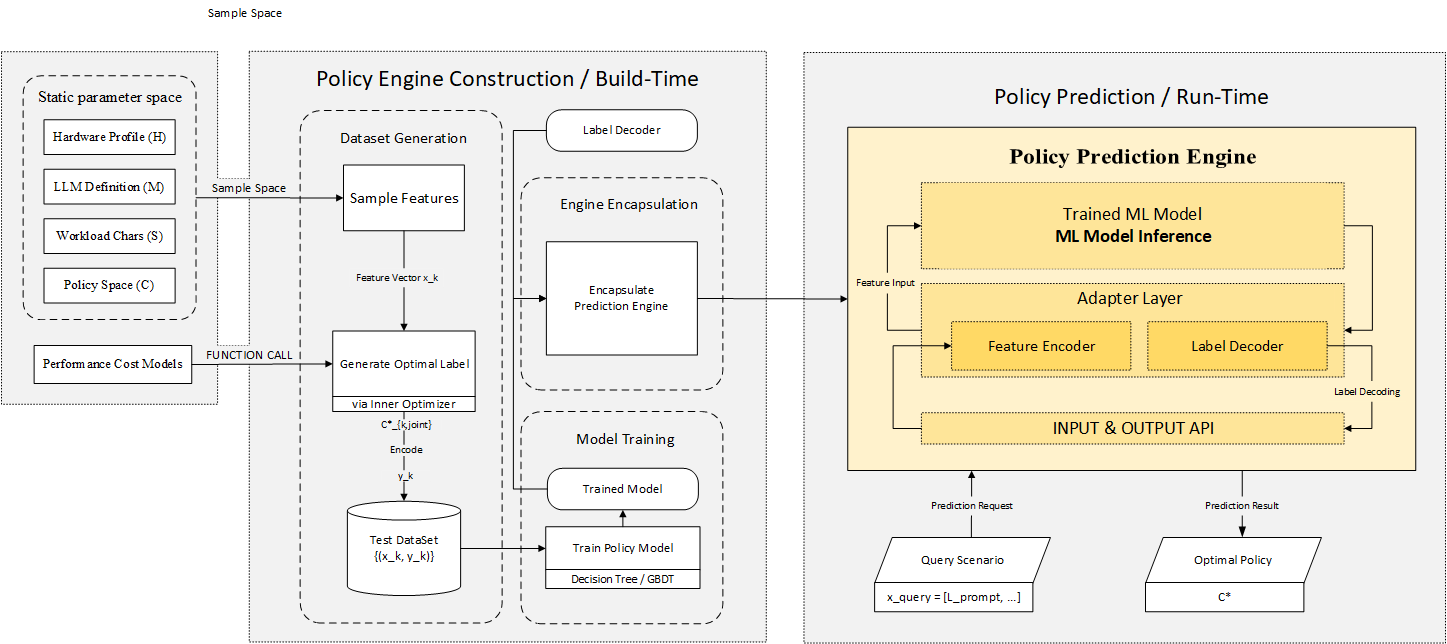 Sample Space
Static parameter space
Hardware Profile (H)
LLM Definition (M)
Workload Chars (S)
Policy Space (C)
Performance Cost Models
Sample Space
FUNCTION CALL
Policy Engine Construction / Build-Time
Dataset Generation
Sample Features
Feature Vector x_k
Generate Optimal Label
via Inner Optimizer
C*_{k,joint}
Encode
y_k
Test DataSet
{(x_k, y_k)}
Label Decoder
Engine Encapsulation
Encapsulate
Prediction Engine
Model Training
Trained Model
Train Policy Model
Decision Tree / GBDT
Policy Prediction / Run-Time
Policy Prediction Engine
Trained ML Model
ML Model Inference
Feature Input
Adapter Layer
Feature Encoder
Label Decoder
Label Decoding
INPUT & OUTPUT API
Prediction Request
Prediction Result
Query Scenario
x_query = [L_prompt, ...]
Optimal Policy
C*